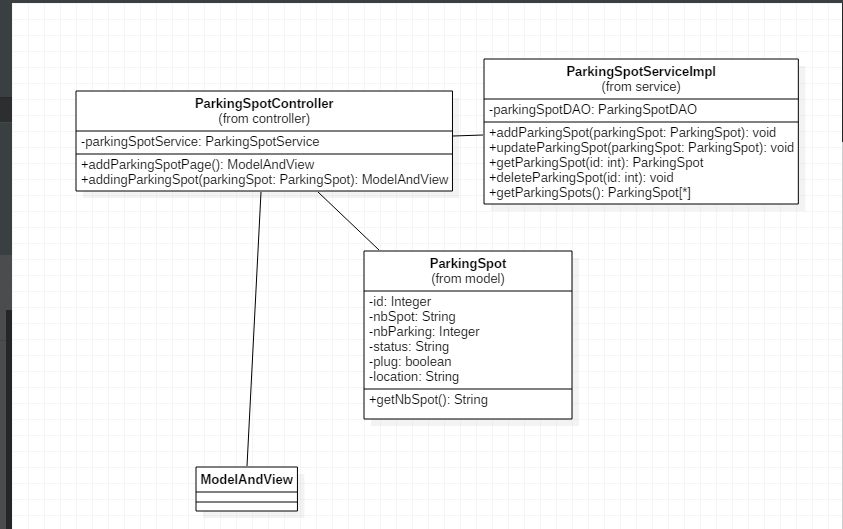 ParkingSpotController
(from controller)
-parkingSpotService: ParkingSpotService
+addParkingSpotPage(): ModelAndView
+addingParkingSpot(parkingSpot: ParkingSpot): ModelAndView
ParkingSpotServiceImpl
(from service)
-parkingSpotDAO: ParkingSpotDAO
+addParkingSpot(parkingSpot: ParkingSpot): void
+updateParkingSpot(parkingSpot: ParkingSpot): void
+getParkingSpot(id: int): ParkingSpot
+deleteParkingSpot(id: int): void
+getParkingSpots(): ParkingSpot[*]
ParkingSpot
(from model)
-id: Integer
-nbSpot: String
-nbParking: Integer
-status: String
-plug: boolean
-location: String
+getNbSpot(): String
ModelAndView